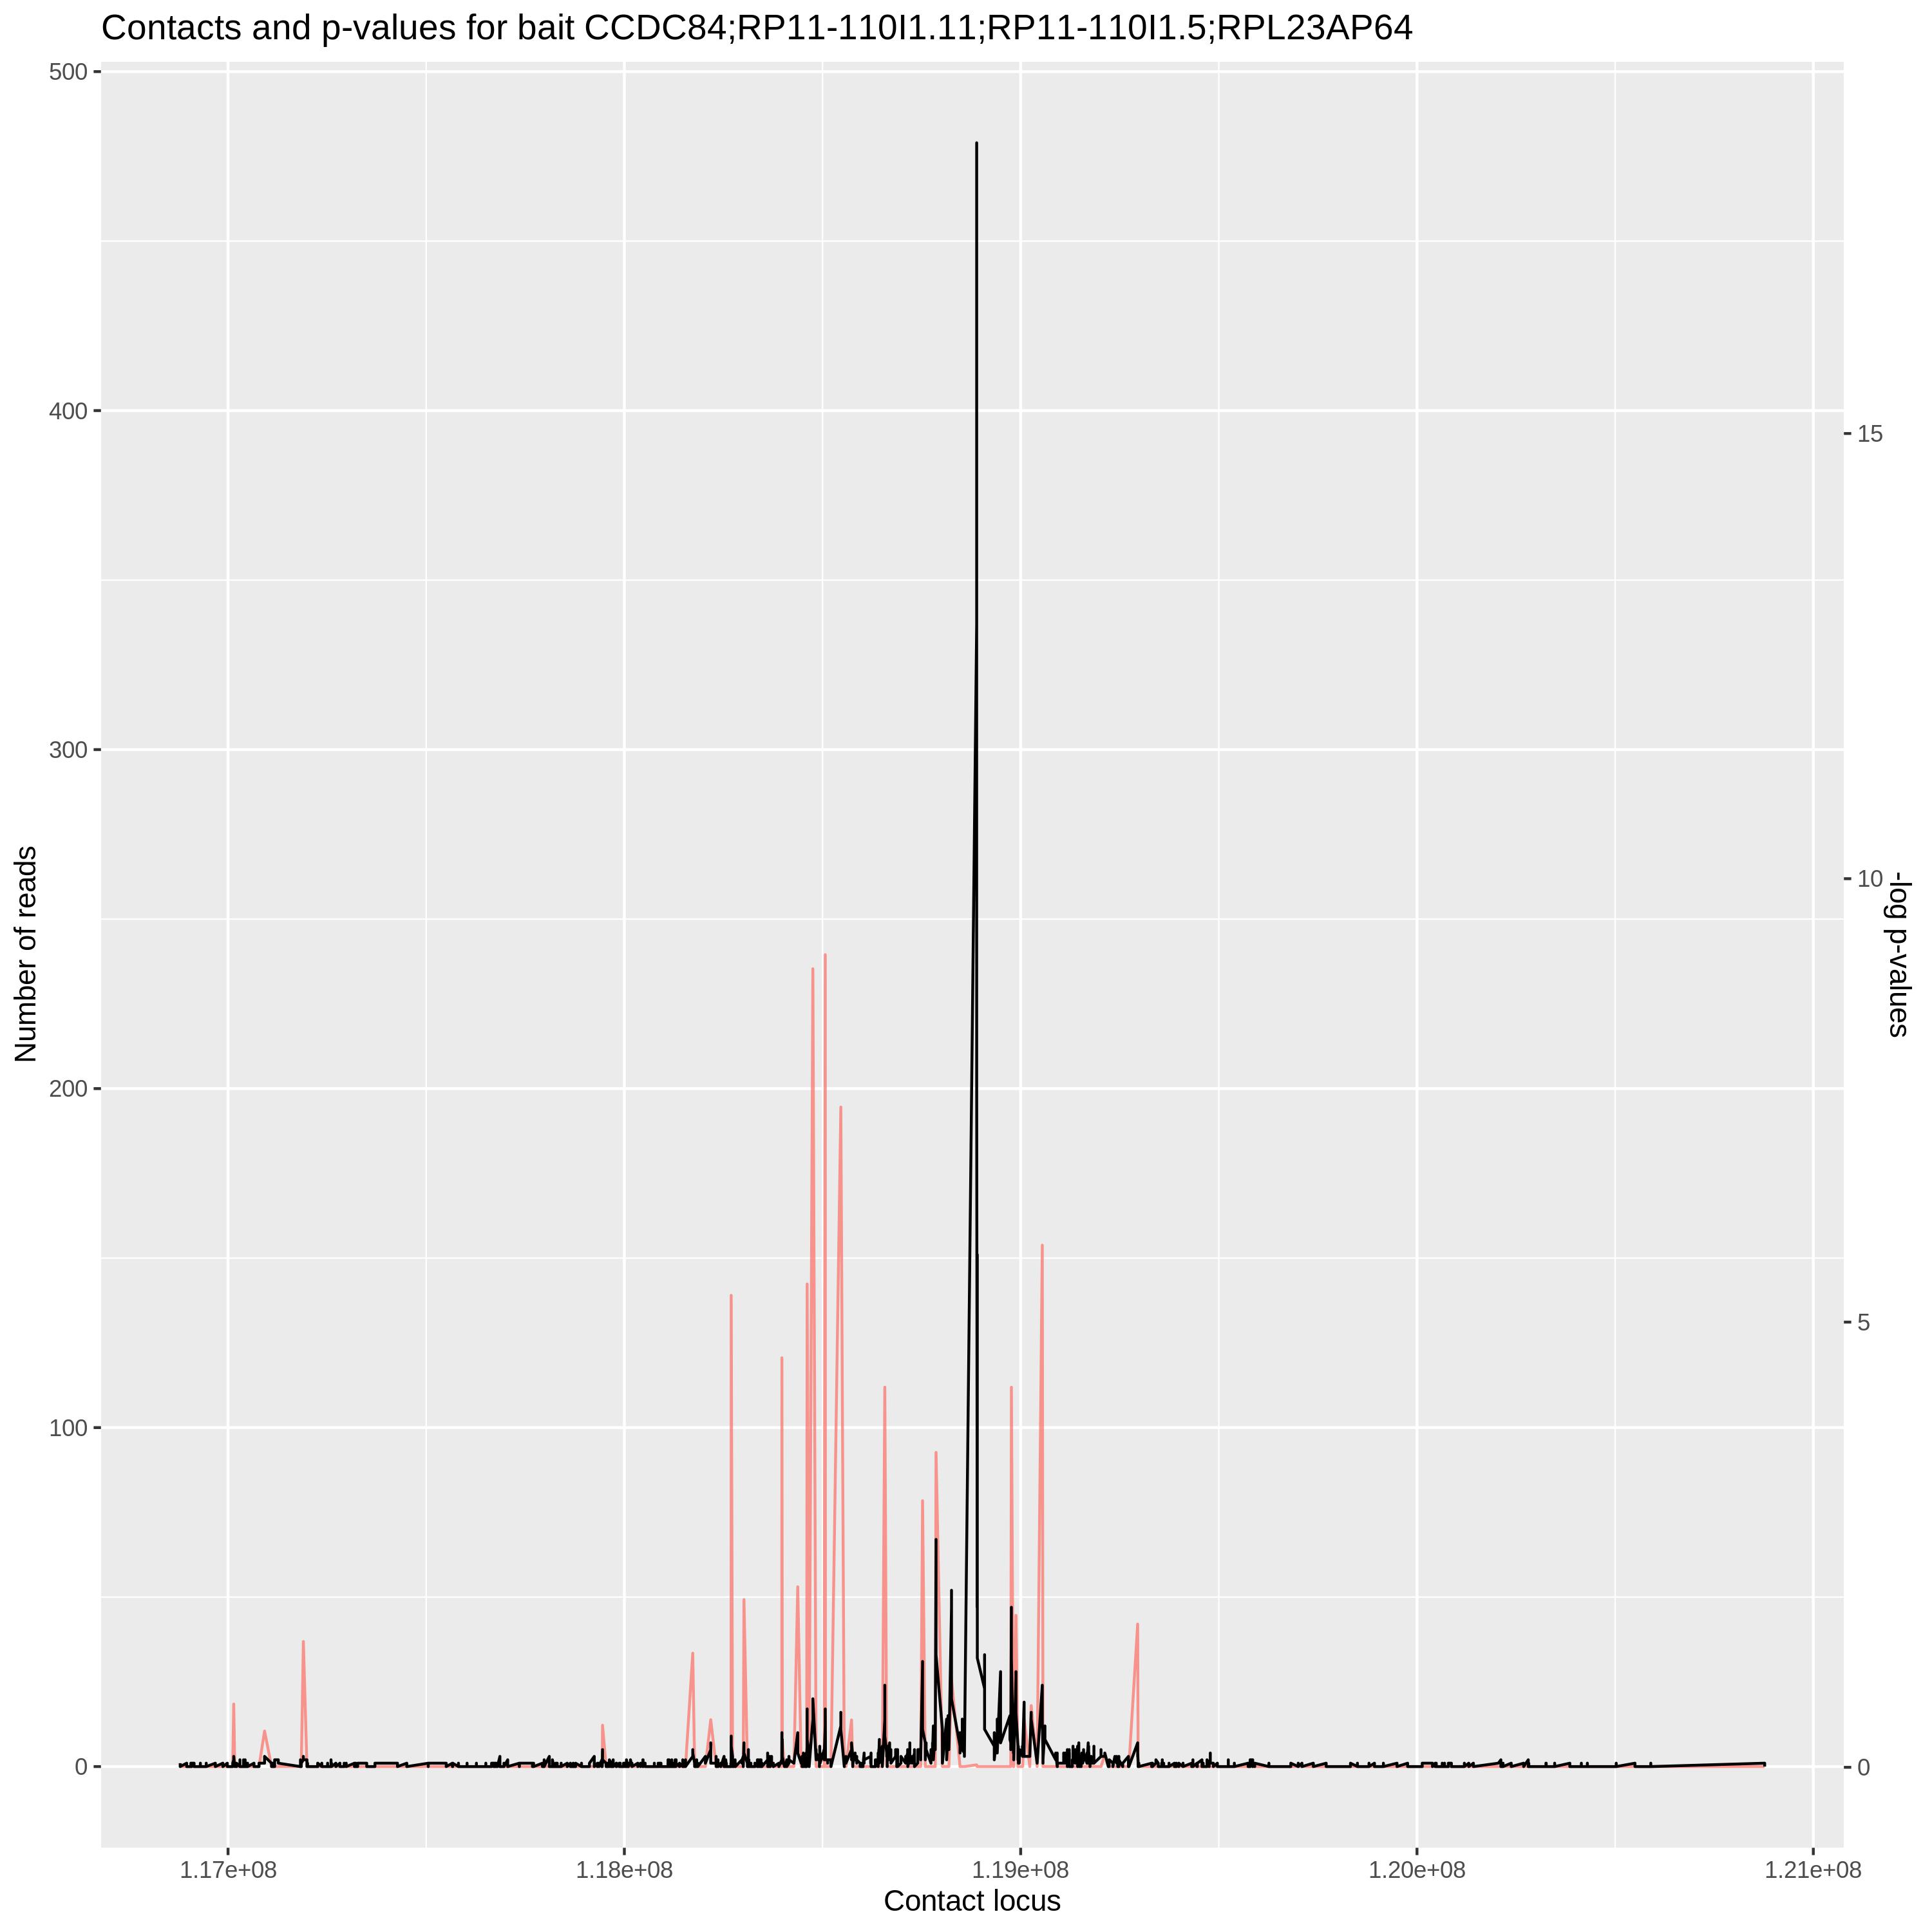 Contacts and p-values for bait CCDC84;RP11-110I1.11;RP11-110I1.5;RPL23AP64
500
400
300
200
100
0
Number of reads
15
10
5
0
-log p-values
1.17e+08 1.18e+08 1.19e+08 1.20e+08 1.21e+08
Contact locus